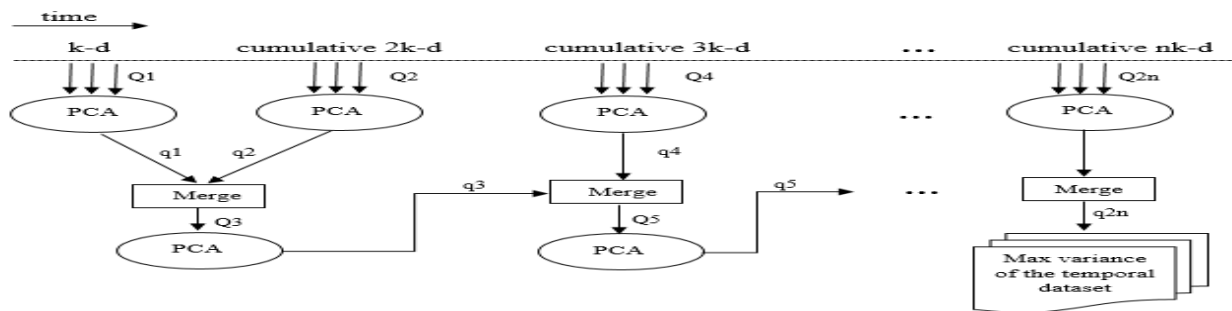 time
k-d cumulative 2k-d cumulative 3k-d ... cumulative nk-d
Q1 Q2 Q4 Q2n
PCA PCA PCA ... PCA
q1 q2 q4
q3 q5
Merge Merge ... Merge
Q3 Q5 q2n
PCA PCA
Max variance
of the temporal
dataset